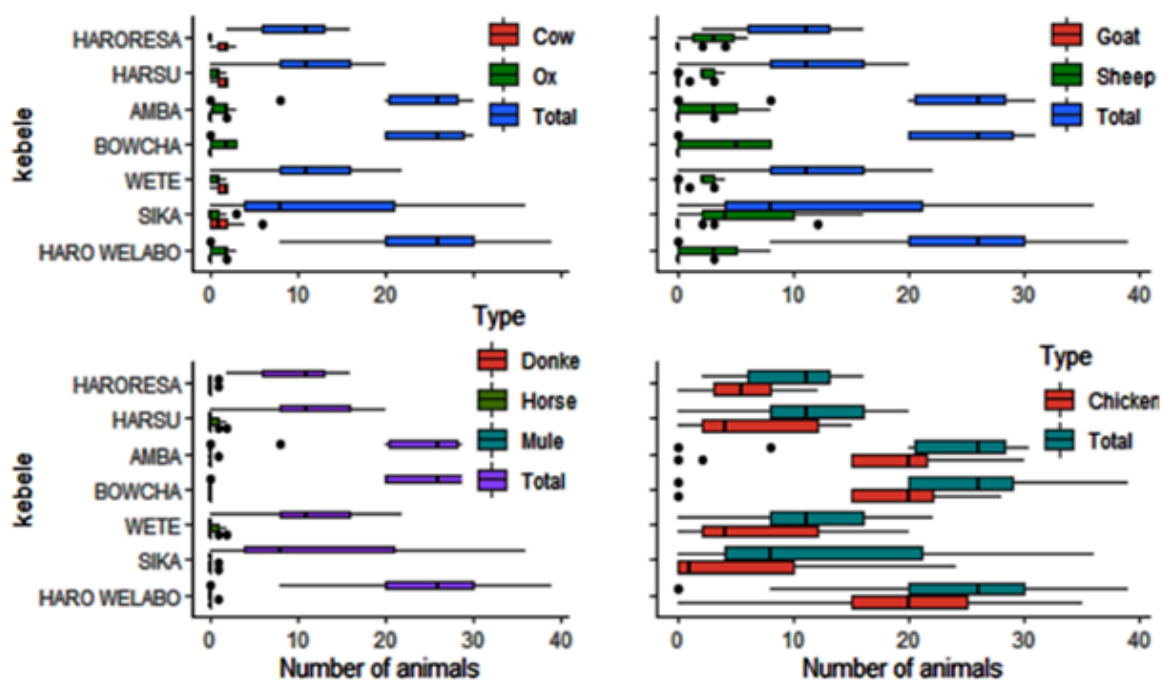 HARORESA
HARSU
AMBA
BOWCHA
WETE
SIKA
HARO WELABO
kebele
0 10 20
Cow
Ox
Total
Goat
Sheep
Total
0 10 20 30 40
Type
Donke
Horse
Mule
Total
HARORESA
HARSU
AMBA
BOWCHA
WETE
SIKA
HARO WELABO
kebele
0 10 20 30 40
Number of animals
Type
Chicken
Total
0 10 20 30 40
Number of animals